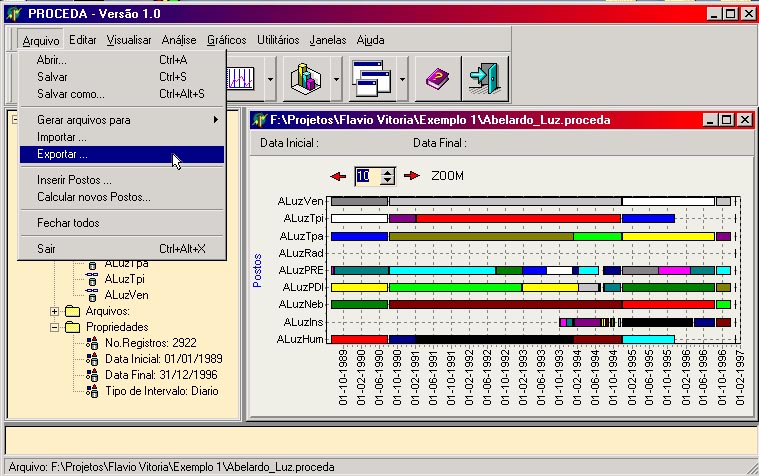 PROCEDA - Versão 1.0
Arquivo Editar Visualisar Análise Gráficos Utilitários Janelas Ajuda
Abrir... Ctrl+A
Salvar Ctrl+S
Salvar como... Ctrl+Alt+S
Gerar arquivos para
Importar ...
Exportar ...
Inserir Postos ...
Calcular novos Postos...
Fechar todos
Sair Ctrl+Alt+X
ALuzTpa
ALuzTpi
ALuzVen
Arquivos:
Propriedades
No.Registros: 2922
Data Inicial: 01/01/1989
Data Final: 31/12/1996
Tipo de Intervalo: Diario
F:\Projetos\Flavio Vitoria\Exemplo 1\Abelardo_Luz.proceda
Data Inicial : Data Final :
10 ZOOM
Postos
ALuzVen
ALuzTpi
ALuzTpa
ALuzRad
ALuzPRE
ALuzPDI
ALuzNeb
ALuzIns
ALuzHum
01-10-1989 01-02-1990 01-06-1990 01-10-1990 01-02-1991 01-06-1991 01-10-1991 01-02-1992 01-06-1992 01-10-1992 01-02-1993 01-06-1993 01-10-1993 01-02-1994 01-06-1994 01-10-1994 01-02-1995 01-06-1995 01-10-1995 01-02-1996 01-06-1996 01-10-1996 01-02-1997
Arquivo: F:\Projetos\Flavio Vitoria\Exemplo 1\Abelardo_Luz.proceda